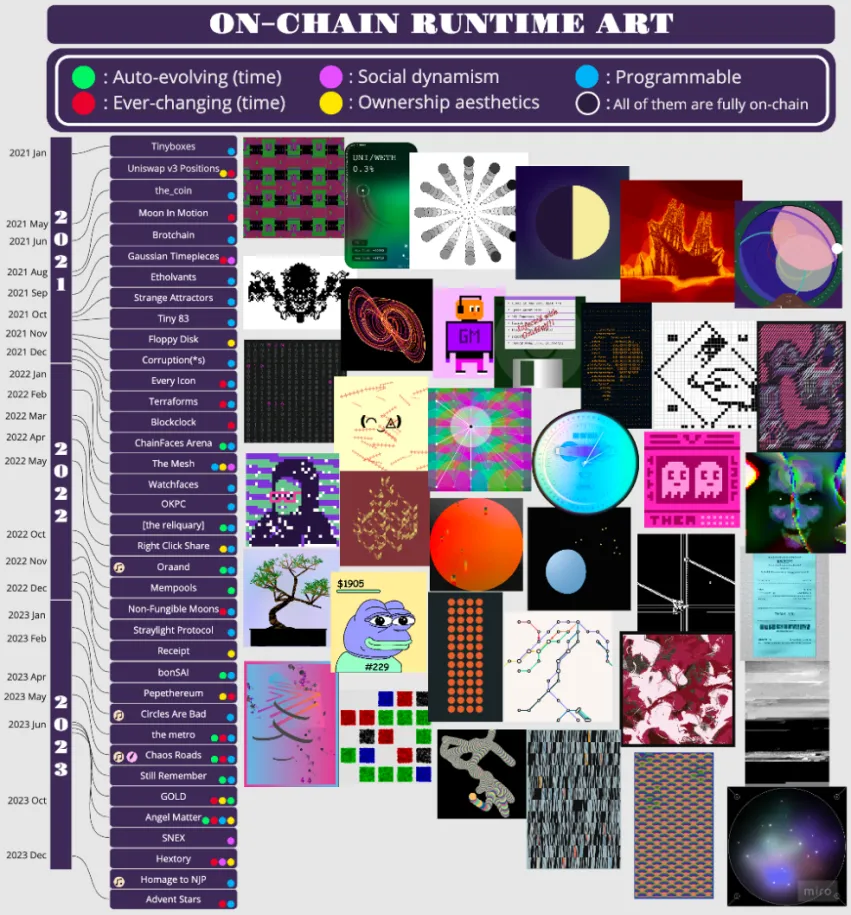 ON-CHAIN RUNTIME ART
: Auto-evolving (time)
: Social dynamism
: Programmable
: Ever-changing (time)
: Ownership aesthetics
: All of them are fully on-chain
2021
2022
2023
2021 Jan
2021 May
2021 Jun
2021 Aug
2021 Sep
2021 Oct
2021 Nov
2021 Dec
2022 Jan
2022 Feb
2022 Mar
2022 Apr
2022 May
2022 Oct
2022 Nov
2022 Dec
2023 Jan
2023 Feb
2023 Apr
2023 May
2023 Jun
2023 Oct
2023 Dec
Tinyboxes
Uniswap v3 Positions
the_coin
Moon In Motion
Brotchain
Gaussian Timepieces
Etholvants
Strange Attractors
Tiny 83
Floppy Disk
Corruption(*s)
Every Icon
Terraforms
Blockclock
ChainFaces Arena
The Mesh
Watchfaces
OKPC
[the reliquary]
Right Click Share
Oraand
Mempools
Non-Fungible Moons
Straylight Protocol
Receipt
bonSAI
Pepethereum
Circles Are Bad
the metro
Chaos Roads
Still Remember
GOLD
Angel Matter
SNEX
Hextory
Homage to NJP
Advent Stars
UNI/WETH
0.3%
GM
$1905
#229
THEM
miro